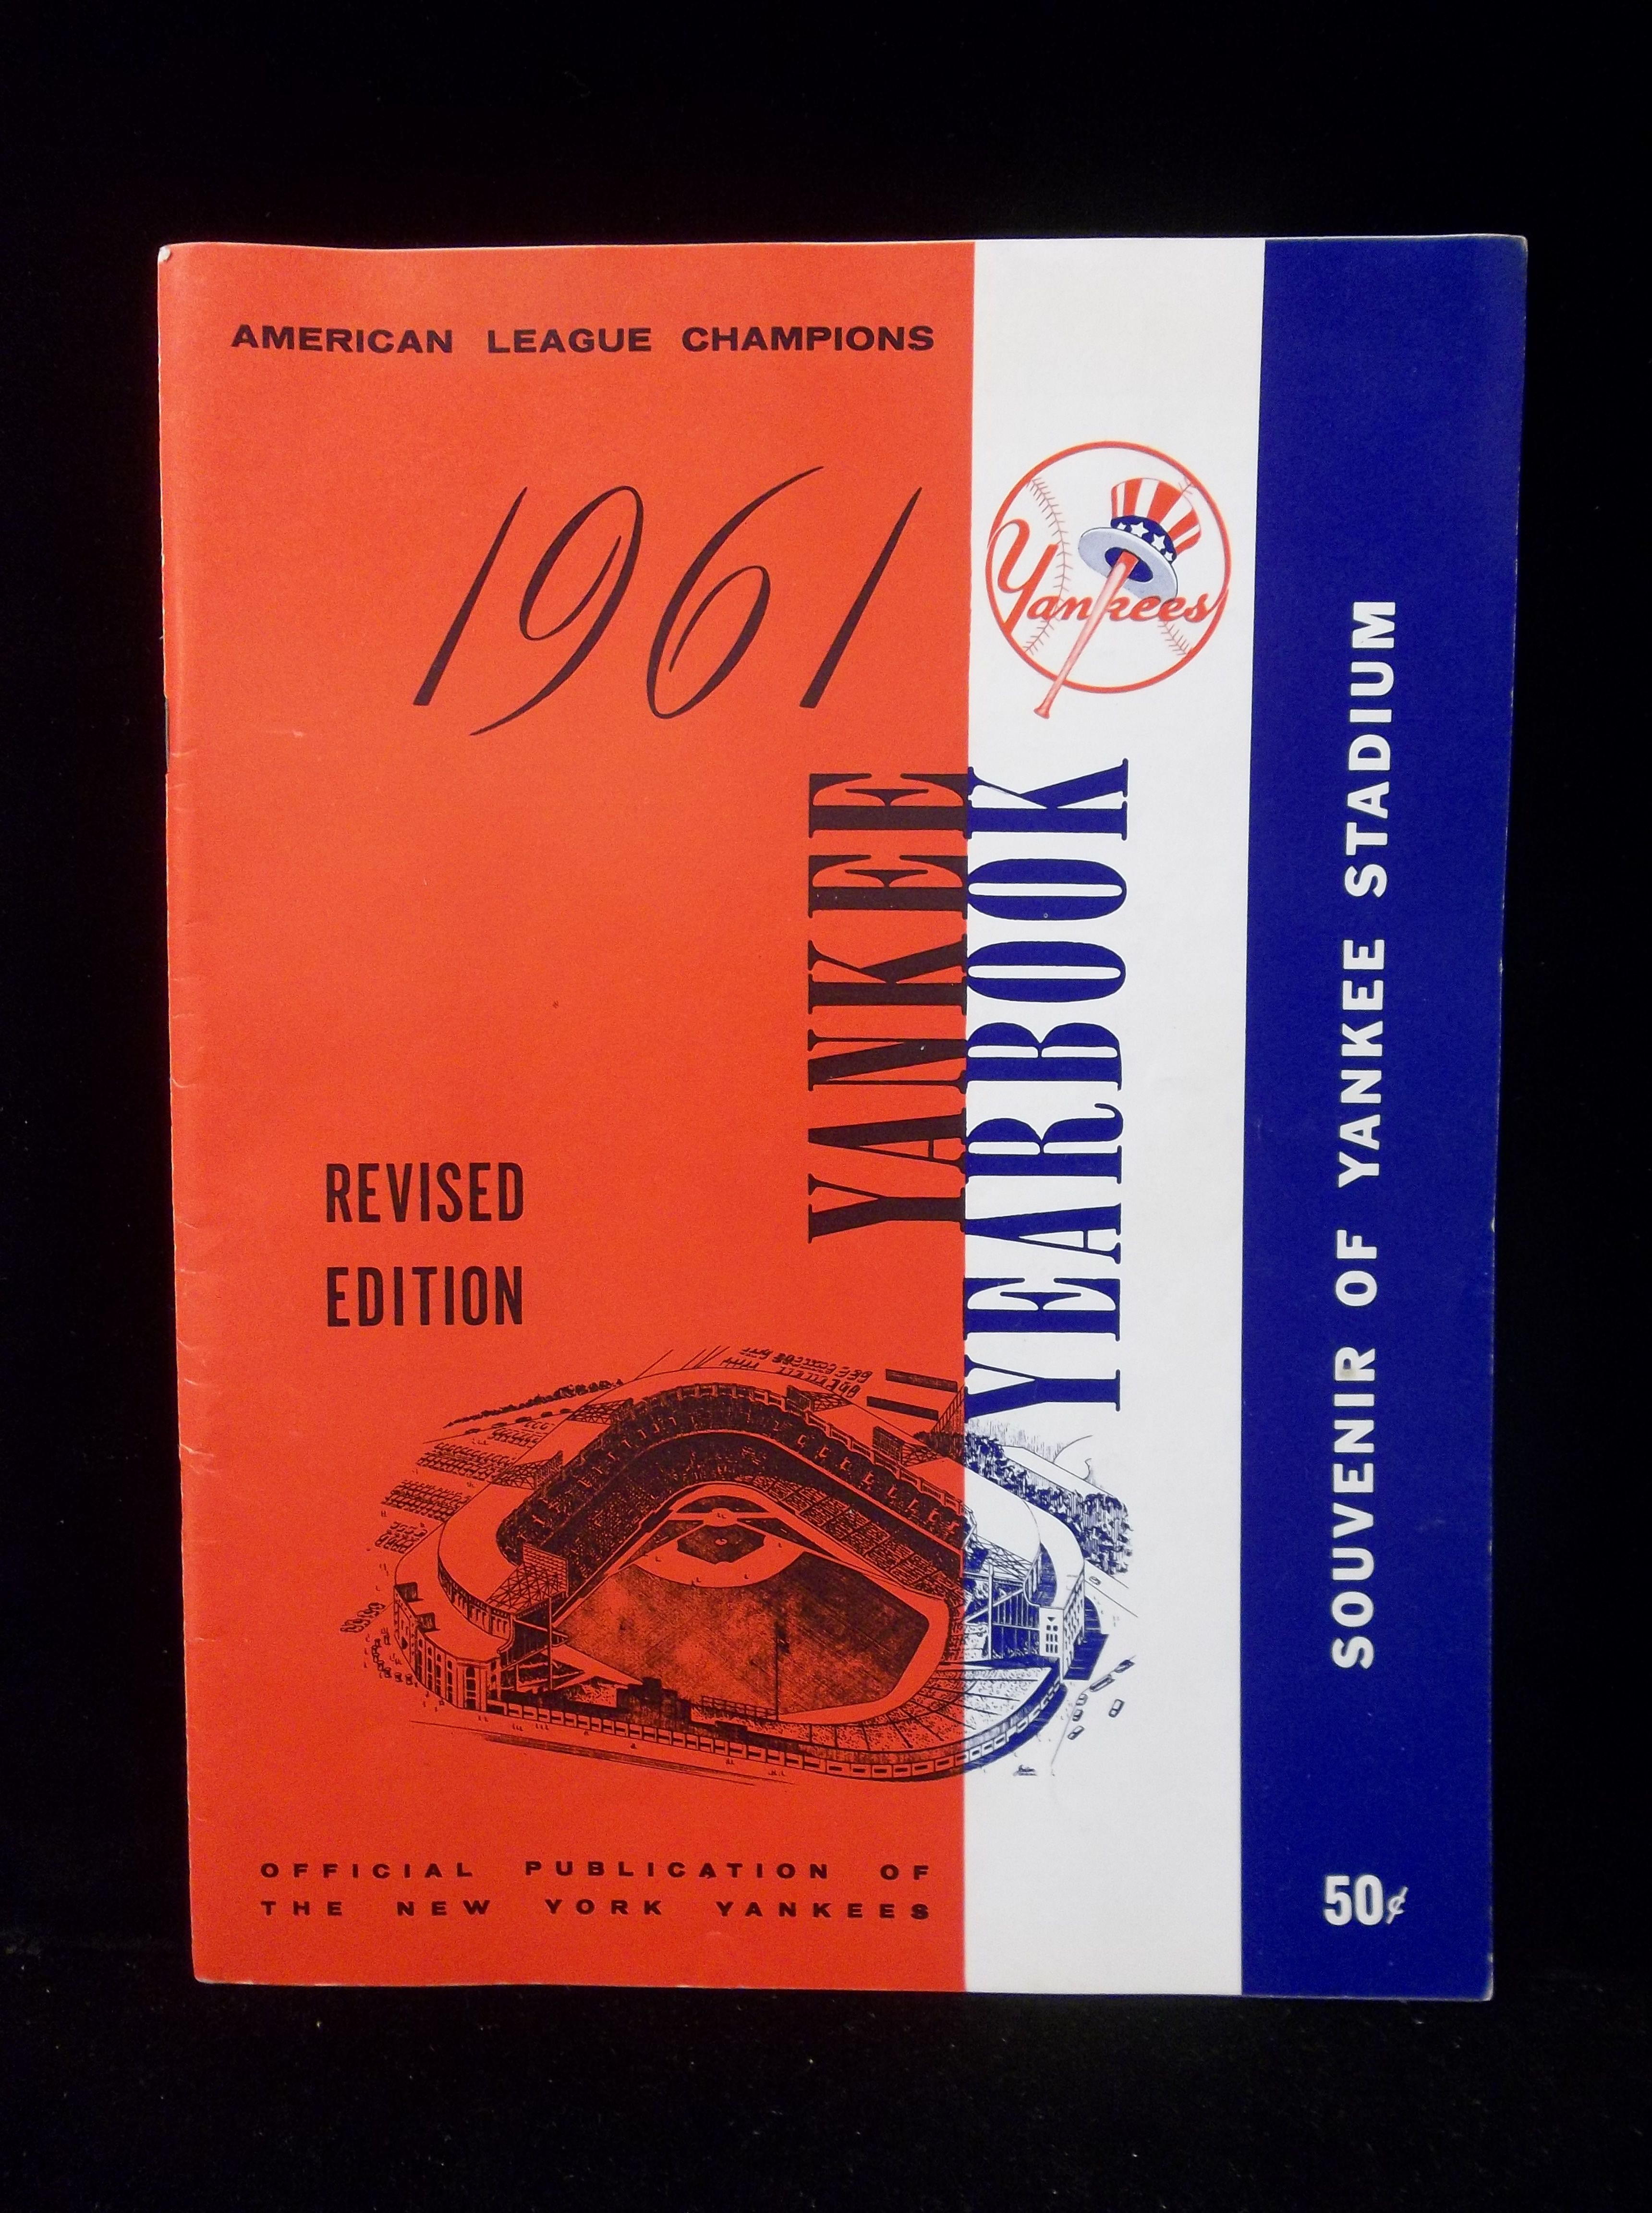 AMERICAN LEAGUE CHAMPIONS
1961
Yankees
YANKEE
YEARBOOK
SOUVENIR OF YANKEE STADIUM
REVISED
EDITION
OFFICIAL PUBLICATION OF
THE NEW YORK YANKEES
50¢